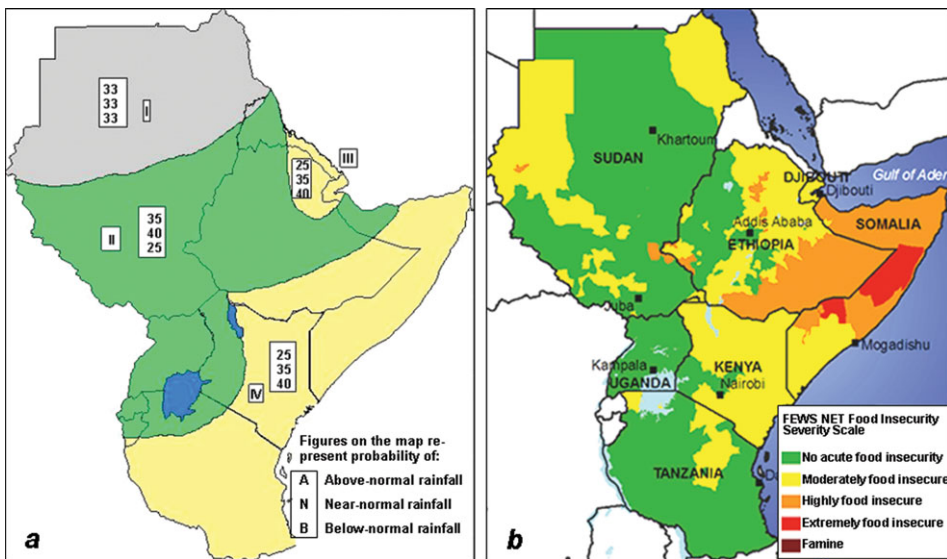 33
33
33
I
III
25
35
40
35
40
25
II
25
35
40
IV
Figures on the map re-
present probability of:
A Above-normal rainfall
N Near-normal rainfall
B Below-normal rainfall
a
Khartoum
SUDAN
DJIBOUTI
Gulf of Aden
Djibouti
SOMALIA
Addis Ababa
ETHIOPIA
Juba
Mogadishu
KENYA
Kampala
UGANDA
Nairobi
TANZANIA
FEWS NET Food Insecurity
Severity Scale
No acute food insecurity
Moderately food insecure
Highly food insecure
Extremely food insecure
Famine
b